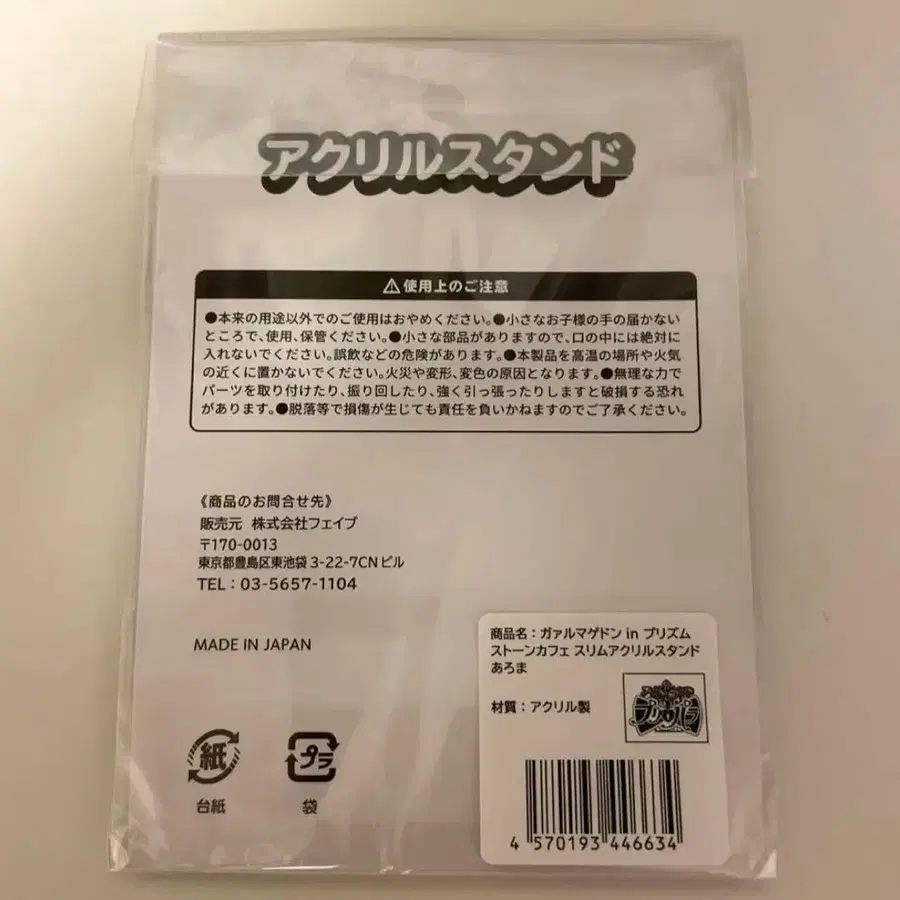 アクリルスタンド
⚠使用上のご注意
●本来の用途以外でのご使用はおやめください。●小さなお子様の手の届かない
ところで、使用、保管ください。●小さな部品がありますので、口の中には絶対に
入れないでください。誤飲などの危険があります。●本製品を高温の場所や火気
の近くに置かないでください。火災や変形、変色の原因となります。●無理な力で
パーツを取り付けたり、振り回したり、強く引っ張ったりしますと破損する恐れ
があります。●脱落等で損傷が生じても責任を負いかねますのでご了承ください。
《商品のお問合せ先》
販売元 株式会社フェイブ
〒170-0013
東京都豊島区東池袋3-22-7CNビル
TEL：03-5657-1104
MADE IN JAPAN
紙
台紙
プラ
袋
商品名：ガァルマゲドン in プリズム
ストーンカフェ スリムアクリルスタンド
あろま
材質：アクリル製
プリパラ
4 570193 446634